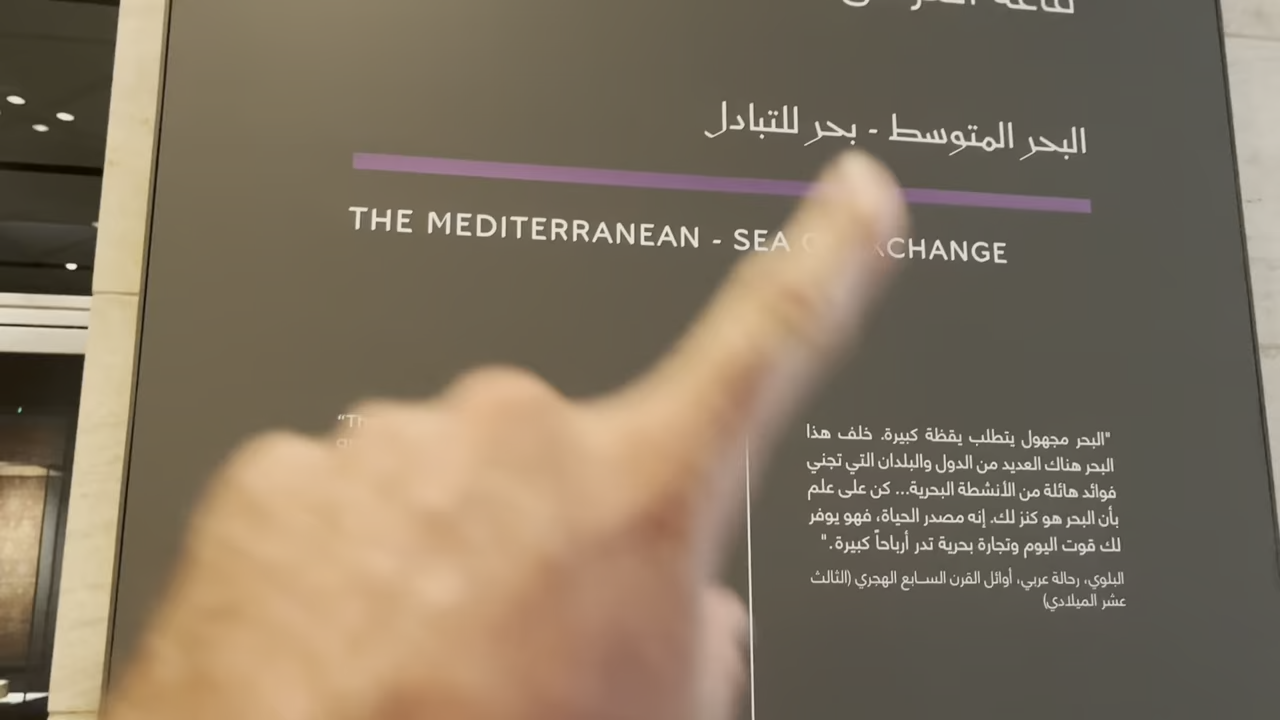 البحر المتوسط - بحر للتبادل
THE MEDITERRANEAN - SEA
"البحر مجهول يتطلب يقظة كبيرة. خلف هذا
البحر هناك العديد من الدول والبلدان التي تجني
فوائد هائلة من الأنشطة البحرية... كن على علم
بأن البحر هو كنز لك. إنه مصدر الحياة، فهو يوفر
لك قوت اليوم وتجارة بحرية تدر أرباحاً كبيرة."
البلوي، رحالة عربي، أوائل القرن السابع الهجري (الثالث
عشر الميلادي)